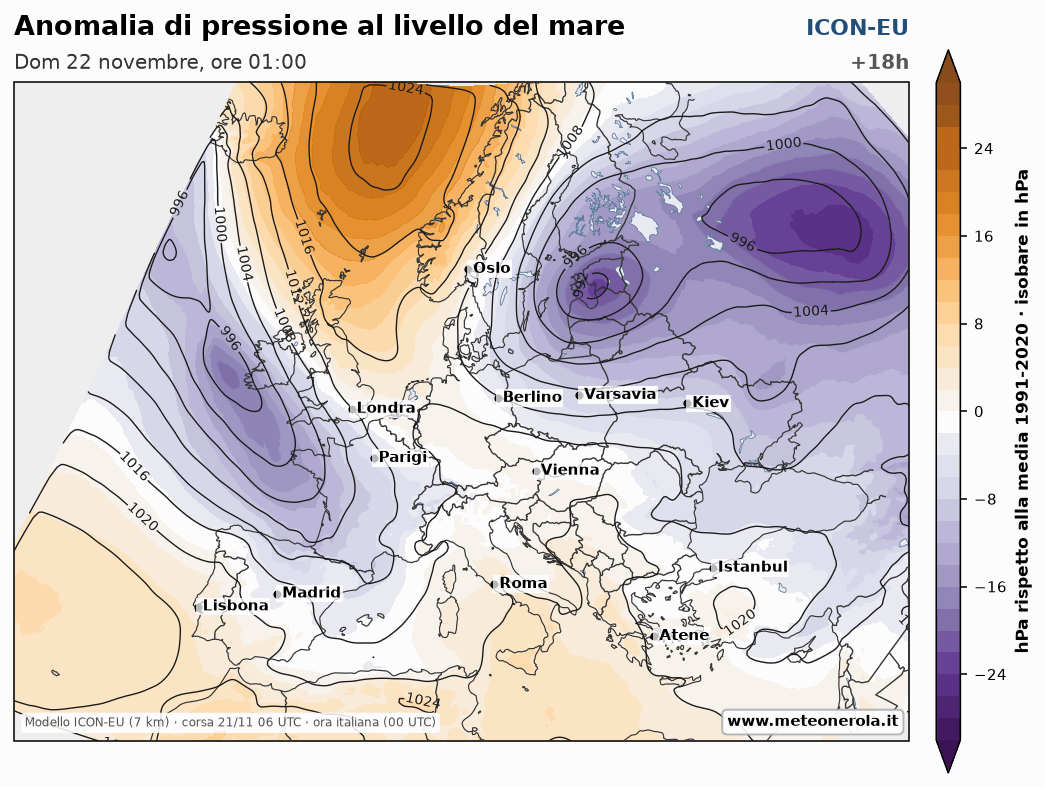 Anomalia di pressione al livello del mare
ICON-EU
Dom 22 novembre, ore 01:00
+18h
1024
1008
1000
996
1000
1016
996
996
1004
Oslo
1012
992
1004
1008
996
Berlino
Varsavia
Kiev
Londra
Parigi
Vienna
1016
1020
Istanbul
Roma
Madrid
Lisbona
1020
Atene
1024
Modello ICON-EU (7 km) · corsa 21/11 06 UTC · ora italiana (00 UTC)
www.meteonerola.it
24
16
8
0
−8
−16
−24
hPa rispetto alla media 1991-2020 · isobare in hPa